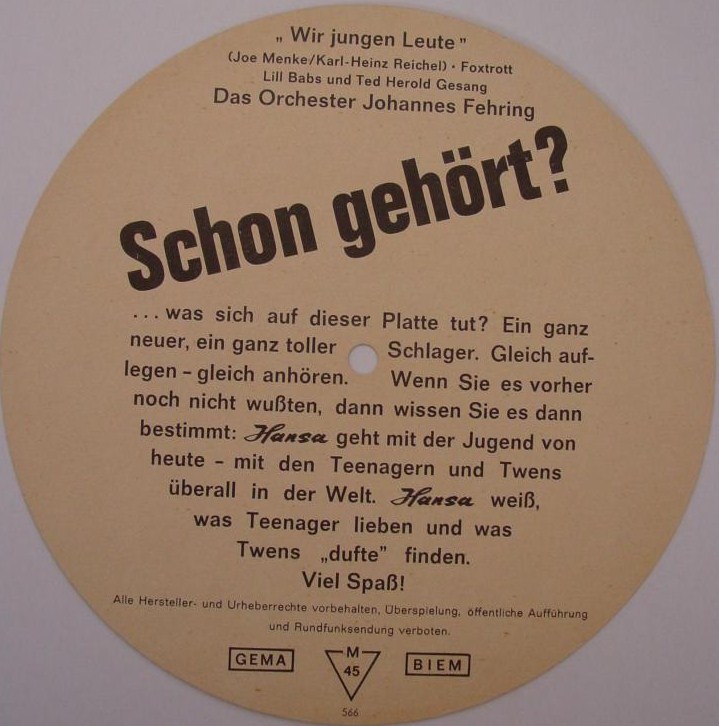 „Wir jungen Leute”
(Joe Menke/Karl-Heinz Reichel) · Foxtrott
Lill Babs und Ted Herold Gesang
Das Orchester Johannes Fehring
Schon gehört?
... was sich auf dieser Platte tut? Ein ganz
neuer, ein ganz toller Schlager. Gleich auf-
legen – gleich anhören. Wenn Sie es vorher
noch nicht wußten, dann wissen Sie es dann
bestimmt: Hansa geht mit der Jugend von
heute – mit den Teenagern und Twens
überall in der Welt. Hansa weiß,
was Teenager lieben und was
Twens „dufte” finden.
Viel Spaß!
Alle Hersteller- und Urheberrechte vorbehalten, Überspielung, öffentliche Aufführung
und Rundfunksendung verboten.
GEMA M 45 BIEM
566